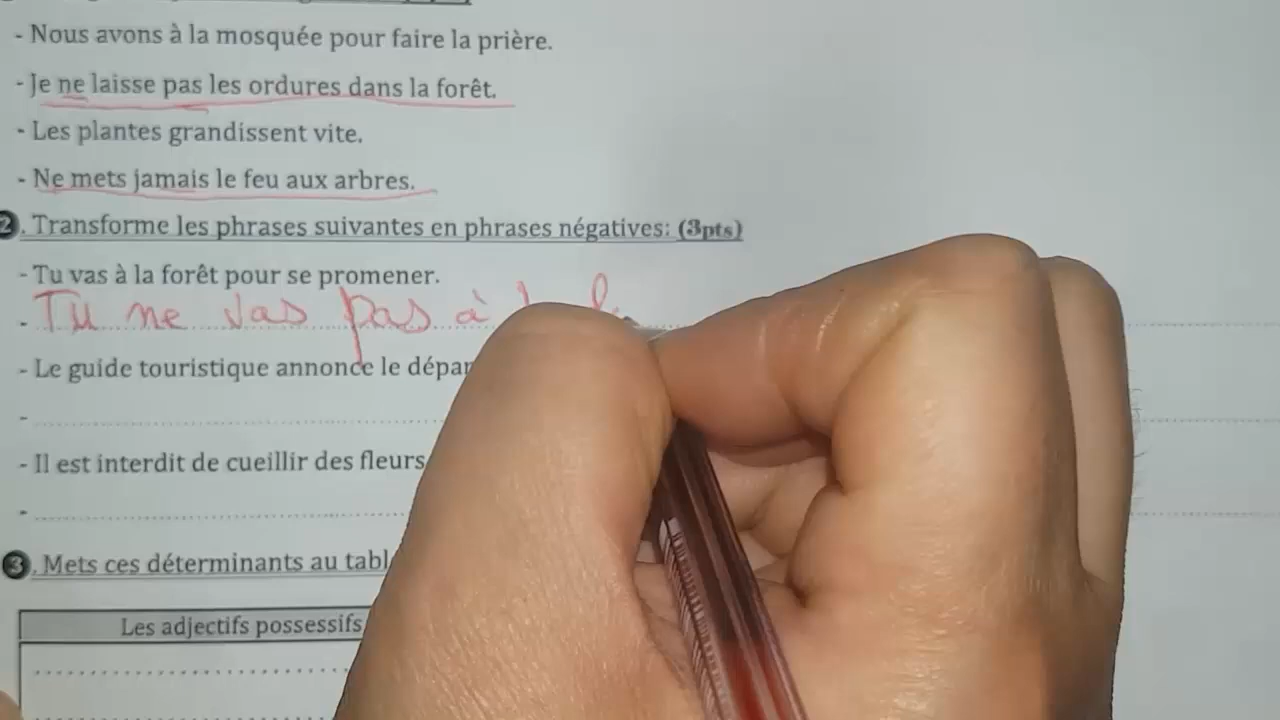 - Nous avons à la mosquée pour faire la prière.
- Je ne laisse pas les ordures dans la forêt.
- Les plantes grandissent vite.
- Ne mets jamais le feu aux arbres.
2. Transforme les phrases suivantes en phrases négatives: (3pts)
- Tu vas à la forêt pour se promener.
- Tu ne vas pas à
- Le guide touristique annonce le
-
- Il est interdit de cueillir des fleurs
-
3. Mets ces déterminants au
Les adjectifs possessifs